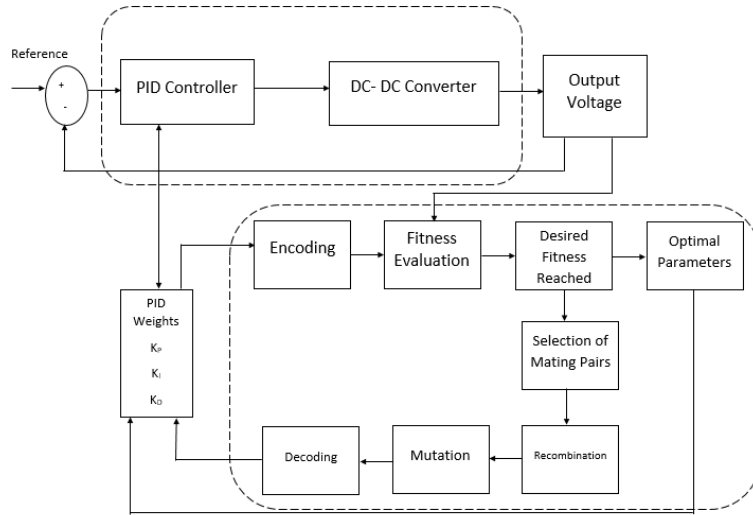 Reference
+
-
PID Controller
DC- DC Converter
Output
Voltage
Encoding
Fitness
Evaluation
Desired
Fitness
Reached
Optimal
Parameters
PID
Weights
KP
KI
KD
Selection of
Mating Pairs
Decoding
Mutation
Recombination